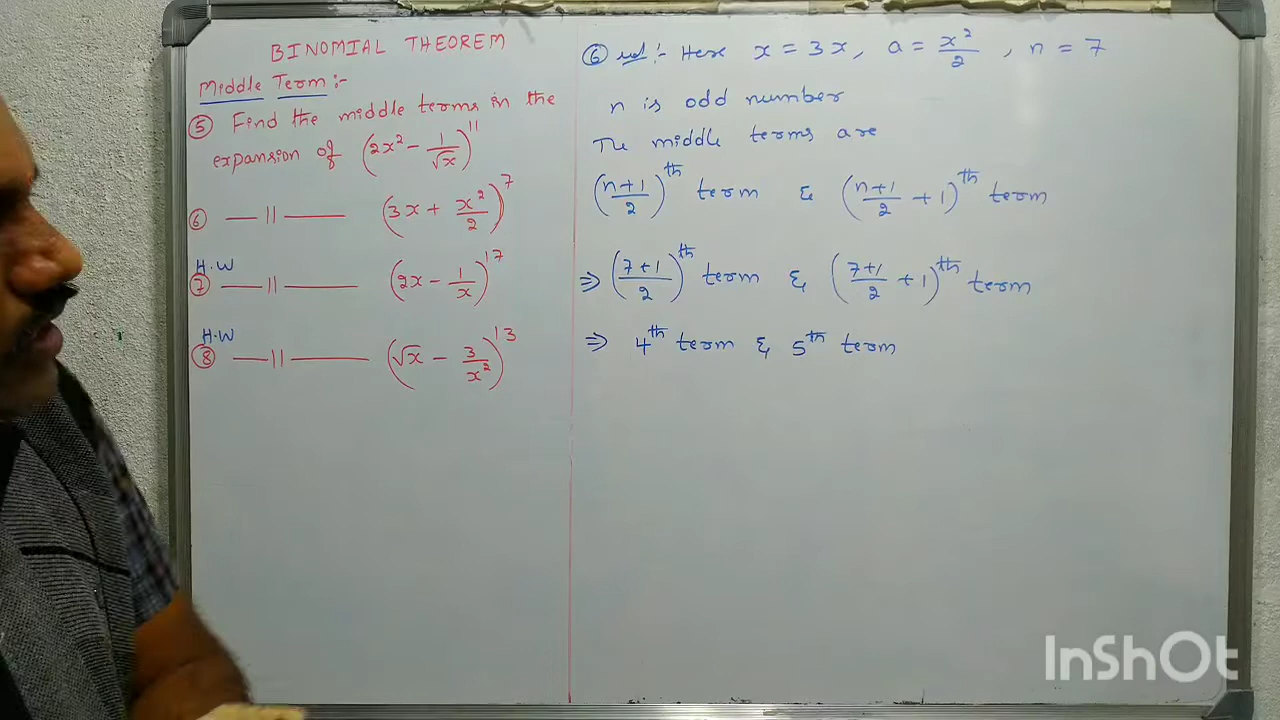 BINOMIAL THEOREM
Middle Term :-
⑤ Find the middle terms in the
expansion of (2x² - 1/√x)¹¹
⑥ —11— (3x + x²/2)⁷
H.W
⑦ —11— (2x - 1/x)¹⁷
H.W
⑧ —11— (√x - 3/x²)¹³
⑥ sol :- Here x = 3x, a = x²/2, n = 7
n is odd number
The middle terms are
((n+1)/2)ᵗʰ term & ((n+1)/2 + 1)ᵗʰ term
⇒ ((7+1)/2)ᵗʰ term & ((7+1)/2 + 1)ᵗʰ term
⇒ 4ᵗʰ term & 5ᵗʰ term
InShOt